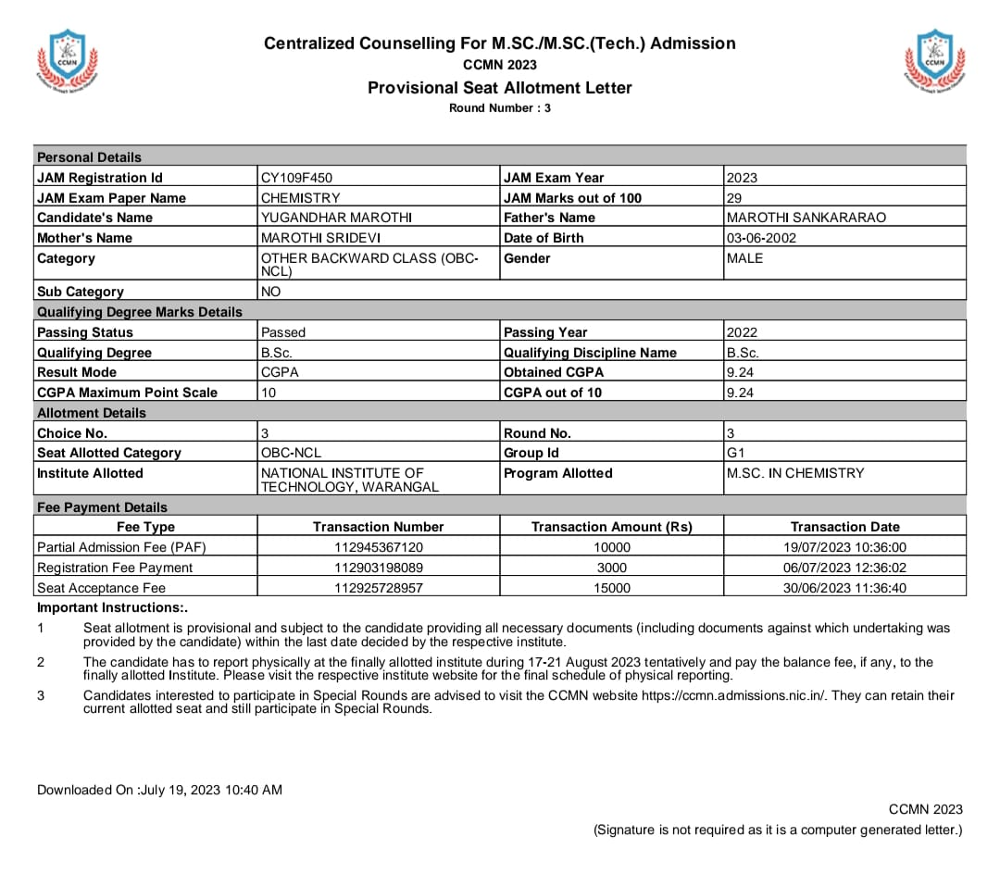 Centralized Counselling For M.SC./M.SC.(Tech.) Admission
CCMN 2023
Provisional Seat Allotment Letter
Round Number : 3
CCMN
CCMN
Personal Details
JAM Registration Id CY109F450 JAM Exam Year 2023
JAM Exam Paper Name CHEMISTRY JAM Marks out of 100 29
Candidate's Name YUGANDHAR MAROTHI Father's Name MAROTHI SANKARARAO
Mother's Name MAROTHI SRIDEVI Date of Birth 03-06-2002
Category OTHER BACKWARD CLASS (OBC- Gender MALE
NCL)
Sub Category NO
Qualifying Degree Marks Details
Passing Status Passed Passing Year 2022
Qualifying Degree B.Sc. Qualifying Discipline Name B.Sc.
Result Mode CGPA Obtained CGPA 9.24
CGPA Maximum Point Scale 10 CGPA out of 10 9.24
Allotment Details
Choice No. 3 Round No. 3
Seat Allotted Category OBC-NCL Group Id G1
Institute Allotted NATIONAL INSTITUTE OF Program Allotted M.SC. IN CHEMISTRY
TECHNOLOGY, WARANGAL
Fee Payment Details
Fee Type Transaction Number Transaction Amount (Rs) Transaction Date
Partial Admission Fee (PAF) 112945367120 10000 19/07/2023 10:36:00
Registration Fee Payment 112903198089 3000 06/07/2023 12:36:02
Seat Acceptance Fee 112925728957 15000 30/06/2023 11:36:40
Important Instructions:.
1 Seat allotment is provisional and subject to the candidate providing all necessary documents (including documents against which undertaking was
provided by the candidate) within the last date decided by the respective institute.
2 The candidate has to report physically at the finally allotted institute during 17-21 August 2023 tentatively and pay the balance fee, if any, to the
finally allotted Institute. Please visit the respective institute website for the final schedule of physical reporting.
3 Candidates interested to participate in Special Rounds are advised to visit the CCMN website https://ccmn.admissions.nic.in/. They can retain their
current allotted seat and still participate in Special Rounds.
Downloaded On :July 19, 2023 10:40 AM
CCMN 2023
(Signature is not required as it is a computer generated letter.)